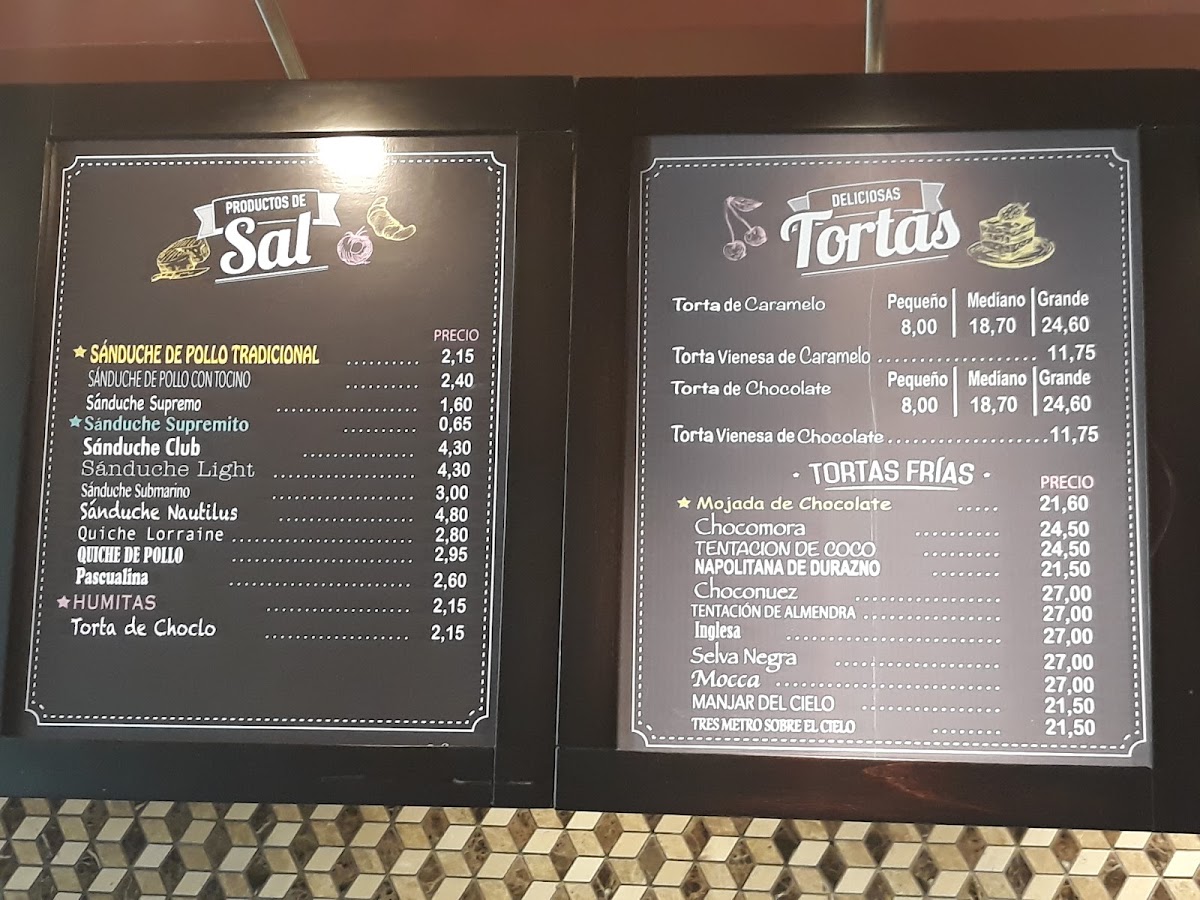 PRODUCTOS DE
Sal
PRECIO
SÁNDUCHE DE POLLO TRADICIONAL .......... 2,15
SÁNDUCHE DE POLLO CON TOCINO .......... 2,40
Sánduche Supremo .................... 1,60
Sánduche Supremito .......... 0,65
Sánduche Club ............... 4,30
Sánduche Light .................... 4,30
Sánduche Submarino .................... 3,00
Sánduche Nautilus ................... 4,80
Quiche Lorraine ......................... 2,80
QUICHE DE POLLO ......................... 2,95
Pascualina ......................... 2,60
HUMITAS .................... 2,15
Torta de Choclo .................... 2,15
DELICIOSAS
Tortas
Torta de Caramelo Pequeño Mediano Grande
8,00 18,70 24,60
Torta Vienesa de Caramelo .................... 11,75
Torta de Chocolate Pequeño Mediano Grande
8,00 18,70 24,60
Torta Vienesa de Chocolate .................... 11,75
· TORTAS FRÍAS ·
PRECIO
Mojada de Chocolate ..... 21,60
Chocomora .......... 24,50
TENTACION DE COCO .......... 24,50
NAPOLITANA DE DURAZNO ........ 21,50
Choconuez .................. 27,00
TENTACIÓN DE ALMENDRA .................. 27,00
Inglesa ......................... 27,00
Selva Negra .................... 27,00
Mocca ......................... 27,00
MANJAR DEL CIELO ............... 21,50
TRES METRO SOBRE EL CIELO ........ 21,50